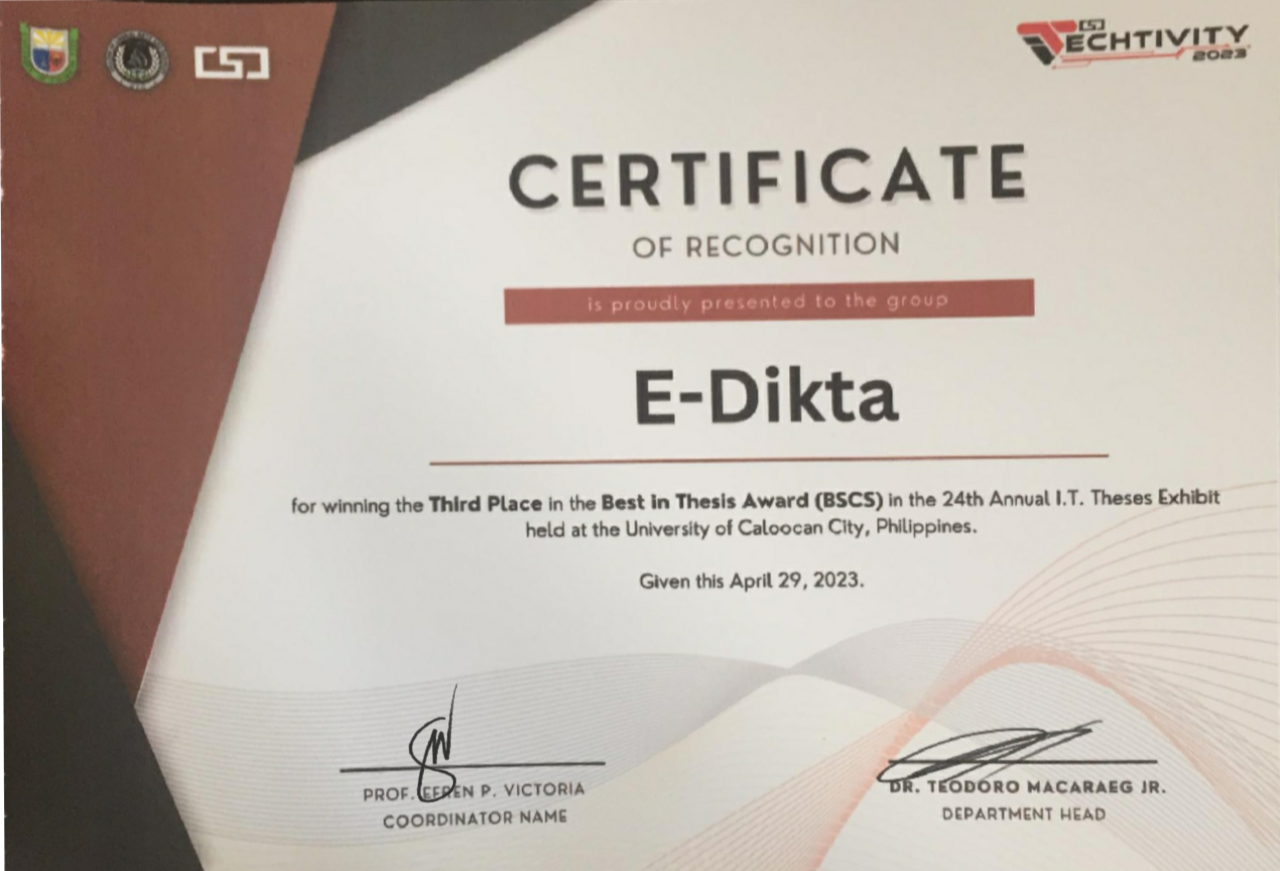 CSD
CSD
TECHTIVITY
2023
CERTIFICATE
OF RECOGNITION
is proudly presented to the group
E-Dikta
for winning the Third Place in the Best in Thesis Award (BSCS) in the 24th Annual I.T. Theses Exhibit
held at the University of Caloocan City, Philippines.
Given this April 29, 2023.
PROF. EFREN P. VICTORIA
COORDINATOR NAME
DR. TEODORO MACARAEG JR.
DEPARTMENT HEAD